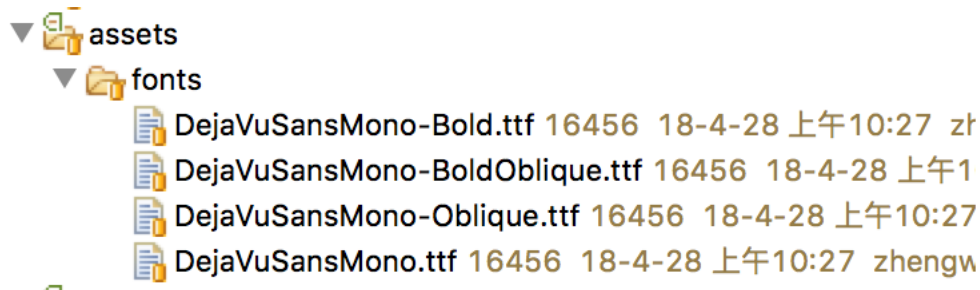 assets
fonts
DejaVuSansMono-Bold.ttf 16456 18-4-28 上午10:27
DejaVuSansMono-BoldOblique.ttf 16456 18-4-28 上午1
DejaVuSansMono-Oblique.ttf 16456 18-4-28 上午10:27
DejaVuSansMono.ttf 16456 18-4-28 上午10:27 zhengw